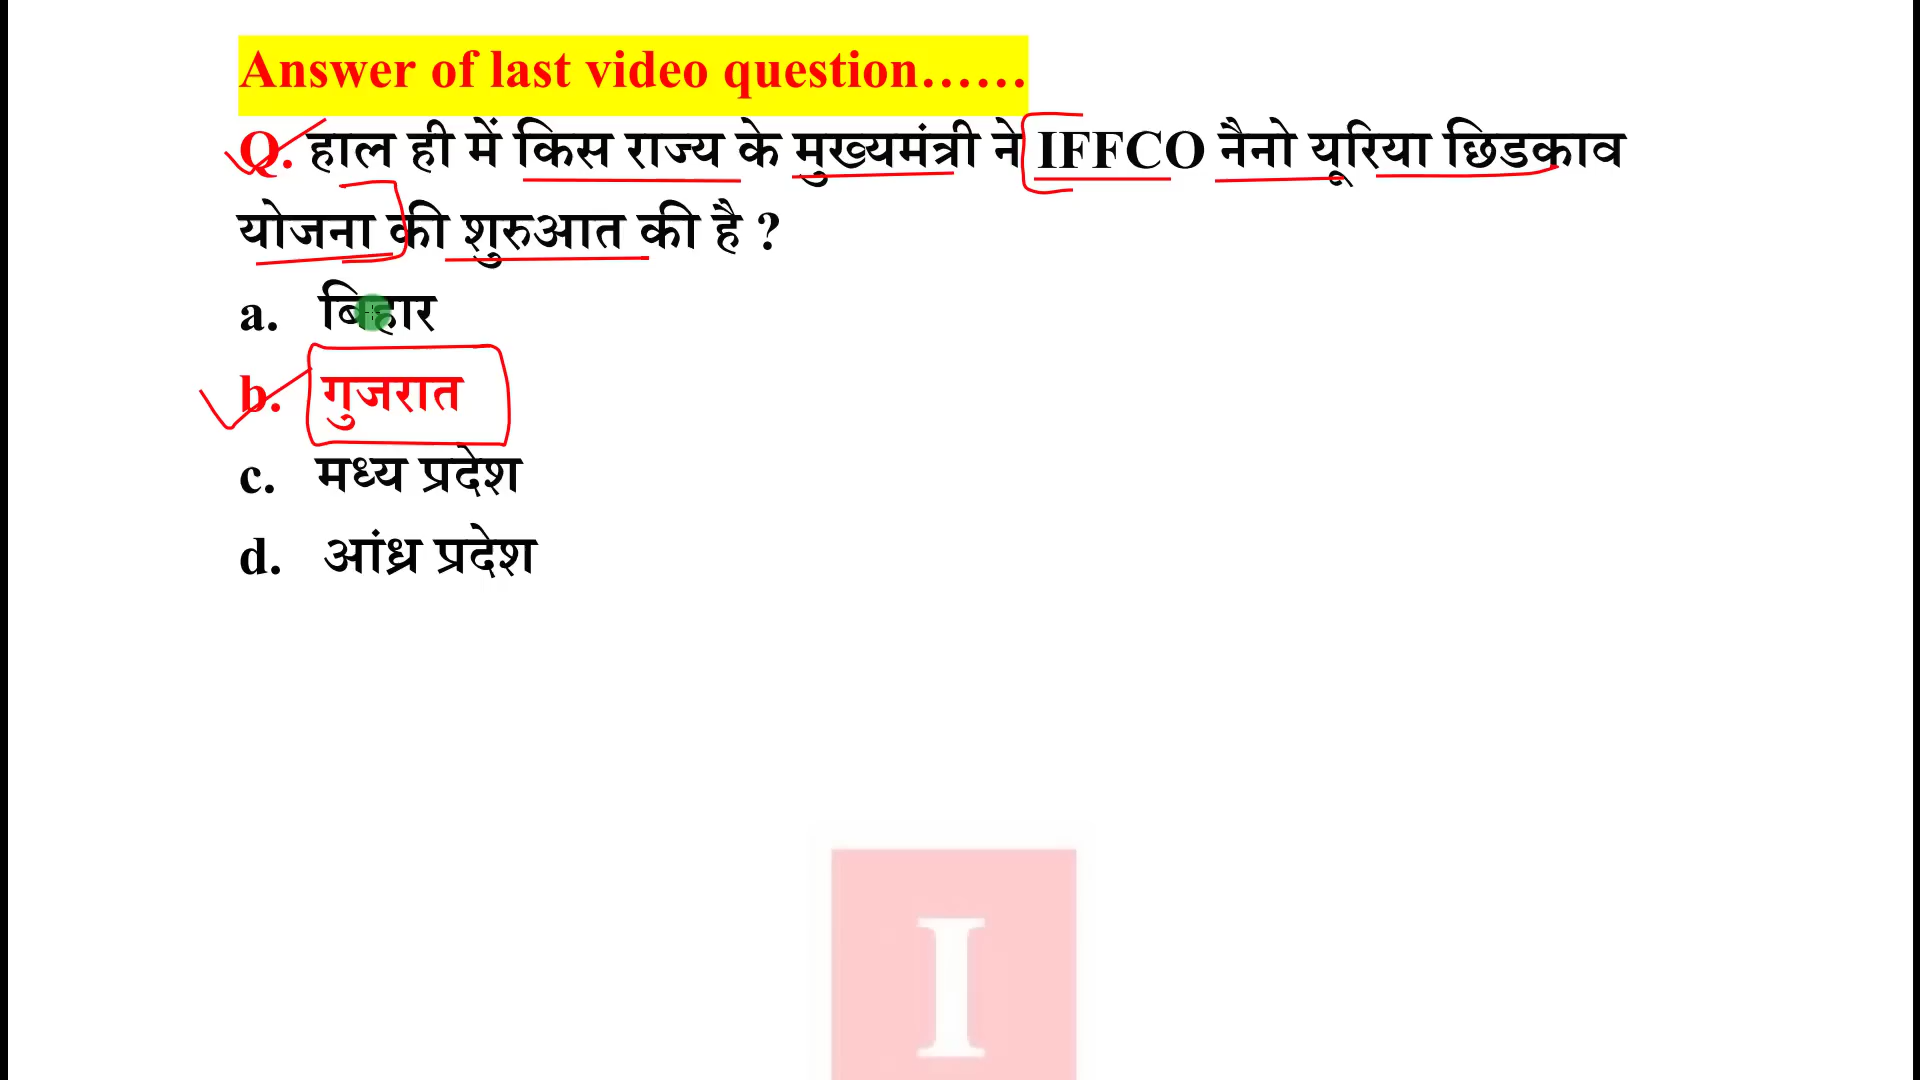 Answer of last video question……
Q. हाल ही में किस राज्य के मुख्यमंत्री ने IFFCO नैनो यूरिया छिडकाव
योजना की शुरुआत की है ?
a. बिहार
b. गुजरात
c. मध्य प्रदेश
d. आंध्र प्रदेश
I